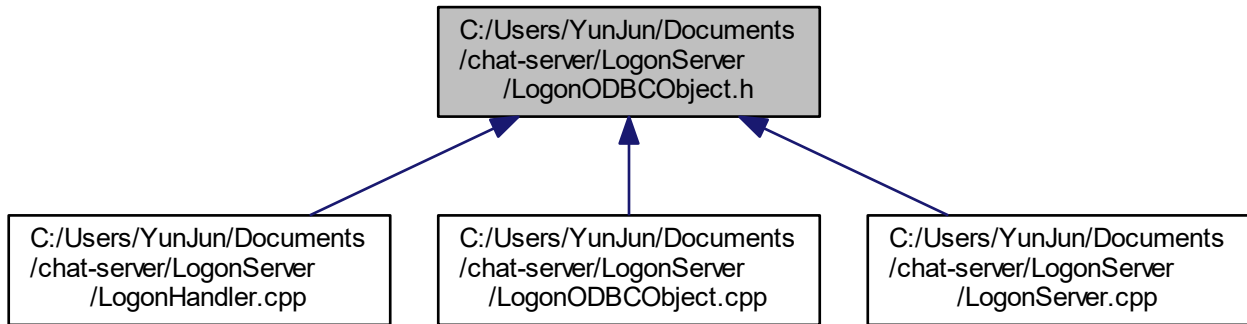 C:/Users/YunJun/Documents
/chat-server/LogonServer
/LogonODBCObject.h
C:/Users/YunJun/Documents
/chat-server/LogonServer
/LogonHandler.cpp
C:/Users/YunJun/Documents
/chat-server/LogonServer
/LogonODBCObject.cpp
C:/Users/YunJun/Documents
/chat-server/LogonServer
/LogonServer.cpp